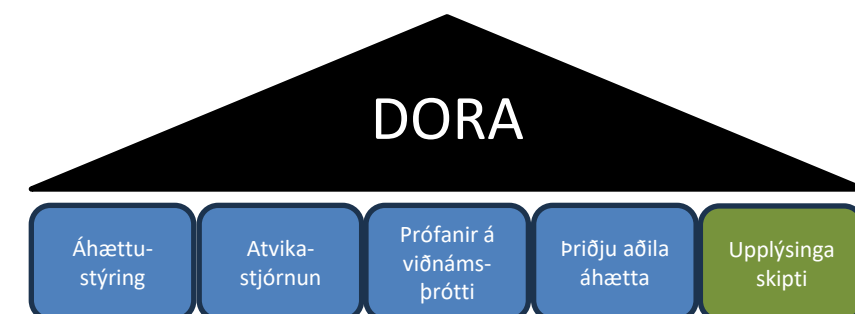 DORA
Áhættu-
stýring
Atvika-
stjórnun
Prófanir á
viðnáms-
þrótti
Þriðju aðila
áhætta
Upplýsinga
skipti